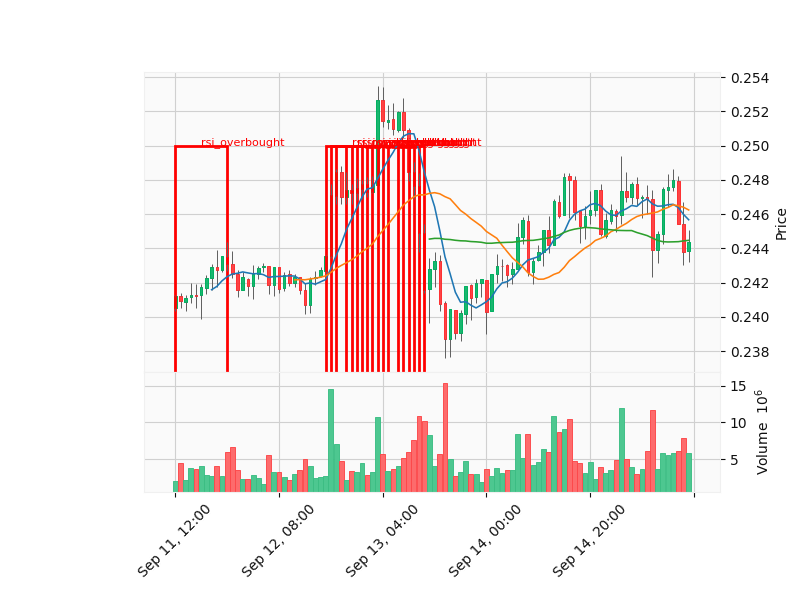 0.254
0.252
0.250
0.248
0.246
0.244
0.242
0.240
0.238
Price
rsi_overbought
15
10
5
Volume 10^6
Sep 11, 12:00
Sep 12, 08:00
Sep 13, 04:00
Sep 14, 00:00
Sep 14, 20:00